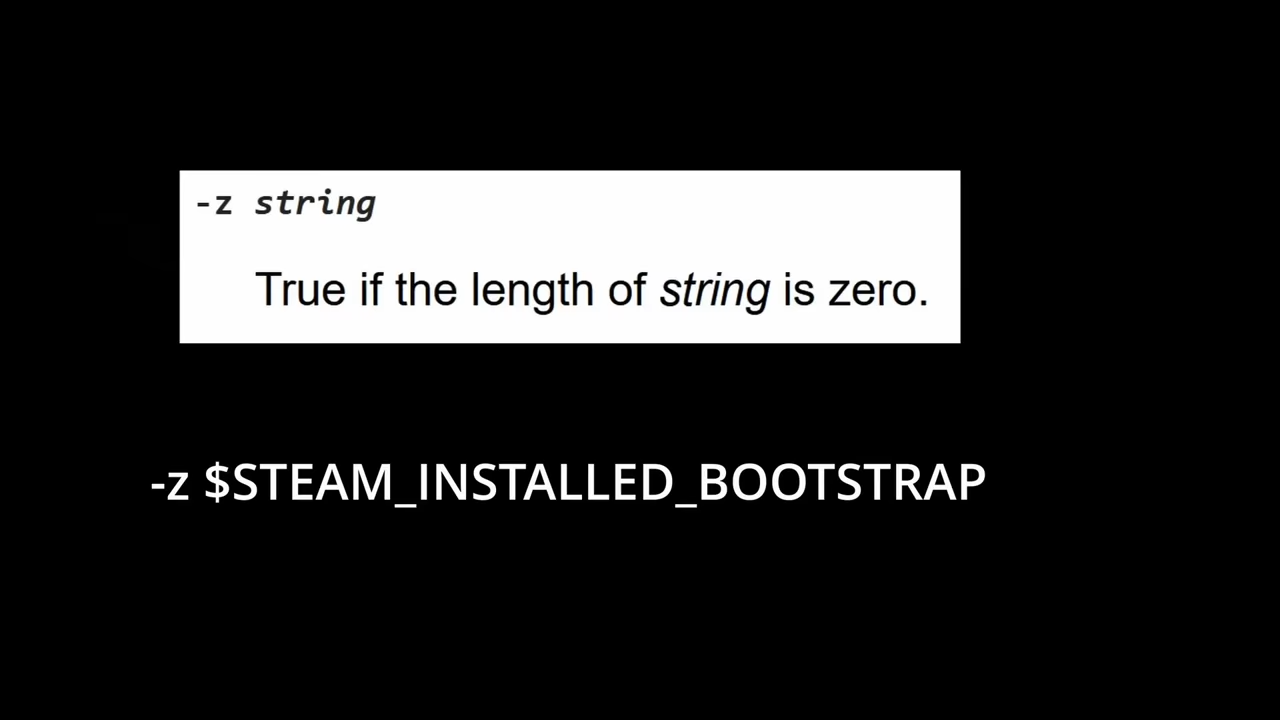 -z string
True if the length of string is zero.
-z $STEAM_INSTALLED_BOOTSTRAP